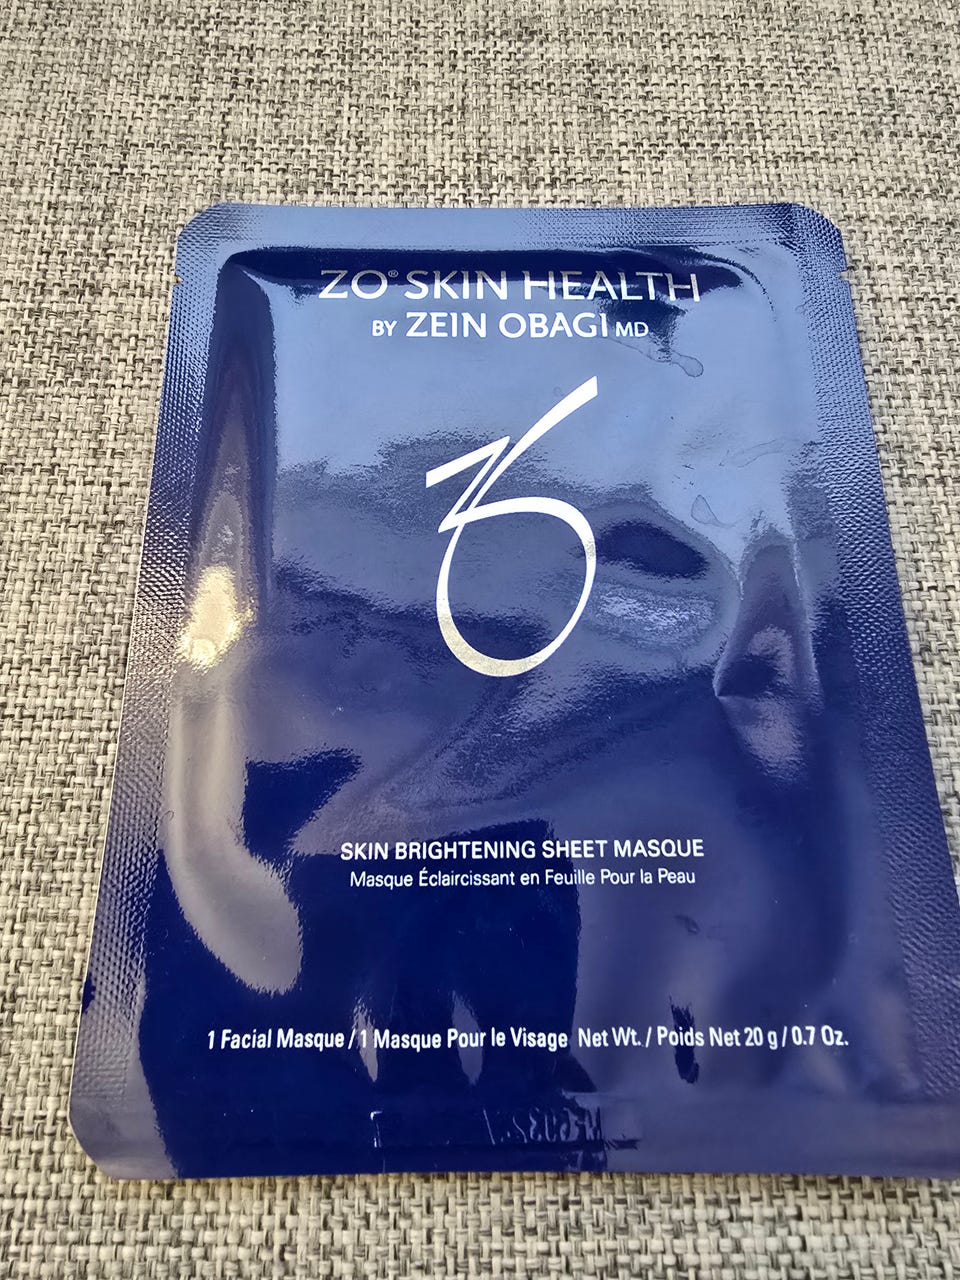 ZO® SKIN HEALTH
BY ZEIN OBAGI MD
SKIN BRIGHTENING SHEET MASQUE
Masque Éclaircissant en Feuille Pour la Peau
1 Facial Masque / 1 Masque Pour le Visage Net Wt. / Poids Net 20 g / 0.7 Oz.